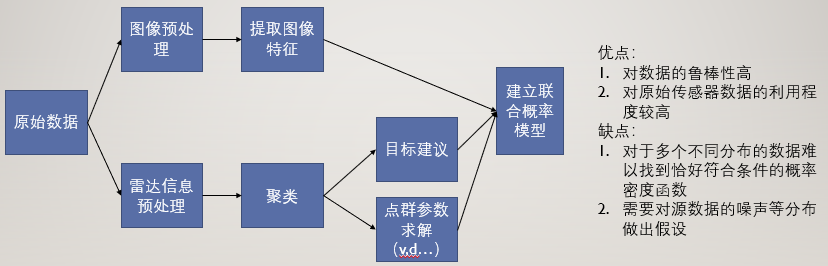 原始数据
图像预处
理
提取图像
特征
雷达信息
预处理
聚类
目标建议
点群参数
求解
（v,d…）
建立联
合概率
模型
优点：
1. 对数据的鲁棒性高
2. 对原始传感器数据的利用程
度较高
缺点：
1. 对于多个不同分布的数据难
以找到恰好符合条件的概率
密度函数
2. 需要对源数据的噪声等分布
做出假设